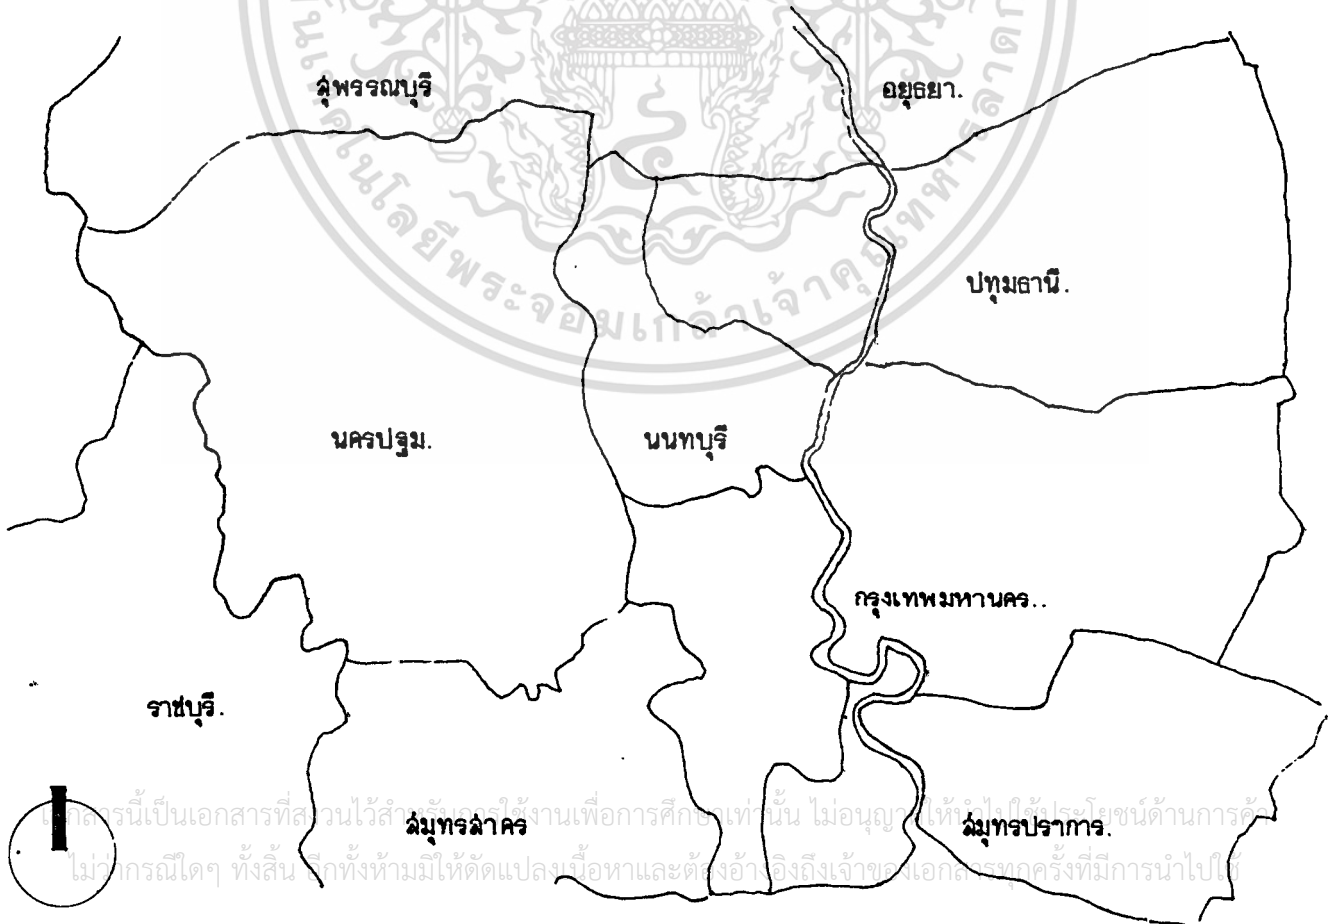 สุพรรณบุรี
อยุธยา.
ปทุมธานี.
นครปฐม.
นนทบุรี
กรุงเทพมหานคร..
ราชบุรี.
สมุทรสาคร
สมุทรปราการ.
เอกสารนี้เป็นเอกสารที่สงวนไว้สำหรับการใช้งานเพื่อการศึกษาเท่านั้น ไม่อนุญาตให้นำไปใช้ประโยชน์ด้านการค้า
ไม่ว่ากรณีใดๆ ทั้งสิ้น อีกทั้งห้ามมิให้ดัดแปลงเนื้อหาและต้องอ้างอิงถึงเจ้าของเอกสารทุกครั้งที่มีการนำไปใช้